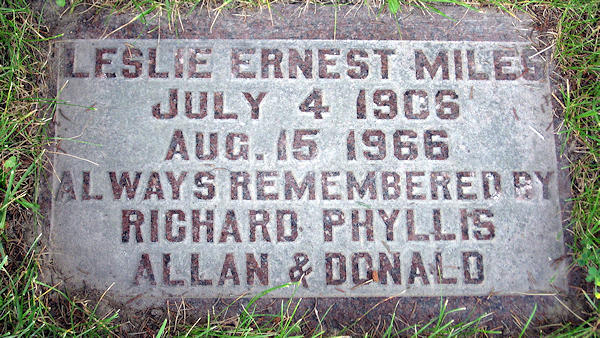 LESLIE ERNEST MILES
JULY 4 1906
AUG. 15 1966
ALWAYS REMEMBERED BY
RICHARD PHYLLIS
ALLAN & DONALD